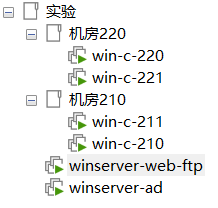 实验
机房220
win-c-220
win-c-221
机房210
win-c-211
win-c-210
winserver-web-ftp
winserver-ad